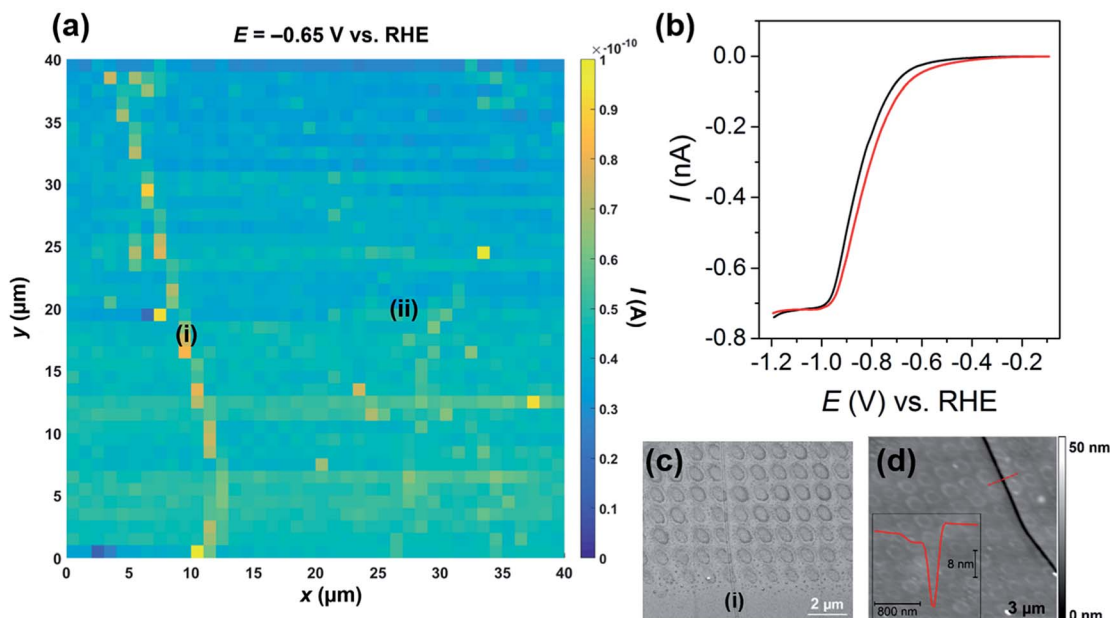 (a)
E = –0.65 V vs. RHE
× -10⁻¹⁰
40
35
30
25
20
15
10
5
0
y (µm)
0 5 10 15 20 25 30 35 40
x (µm)
(i)
(ii)
1
0.9
0.8
0.7
0.6
0.5
0.4
0.3
0.2
0.1
0
I (A)
(b)
0.0
-0.2
-0.4
-0.6
-0.8
I (nA)
-1.2 -1.0 -0.8 -0.6 -0.4 -0.2
E (V) vs. RHE
(c)
(i)
2 µm
(d)
50 nm
8 nm
800 nm
3 µm
0 nm